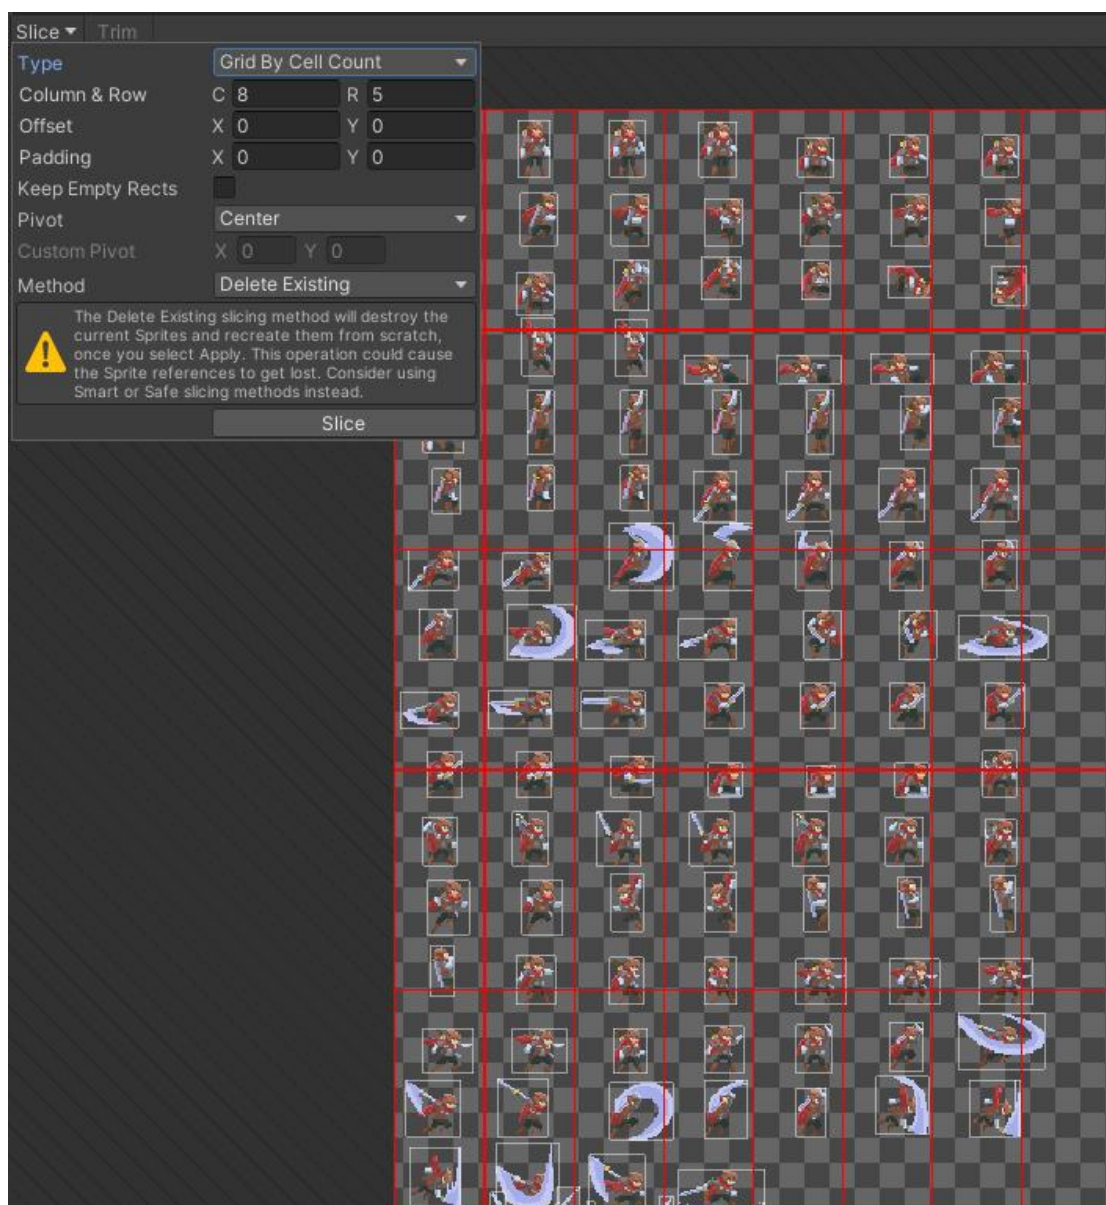 Slice Trim
Type Grid By Cell Count
Column & Row C 8 R 5
Offset X 0 Y 0
Padding X 0 Y 0
Keep Empty Rects
Pivot Center
Custom Pivot X 0 Y 0
Method Delete Existing
The Delete Existing slicing method will destroy the
current Sprites and recreate them from scratch,
once you select Apply. This operation could cause
the Sprite references to get lost. Consider using
Smart or Safe slicing methods instead.
Slice